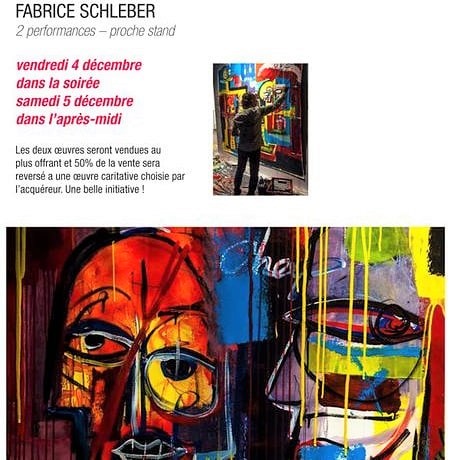 FABRICE SCHLEBER
2 performances – proche stand
vendredi 4 décembre
dans la soirée
samedi 5 décembre
dans l'après-midi
Les deux œuvres seront vendues au
plus offrant et 50% de la vente sera
reversé a une œuvre caritative choisie par
l'acquéreur. Une belle initiative !